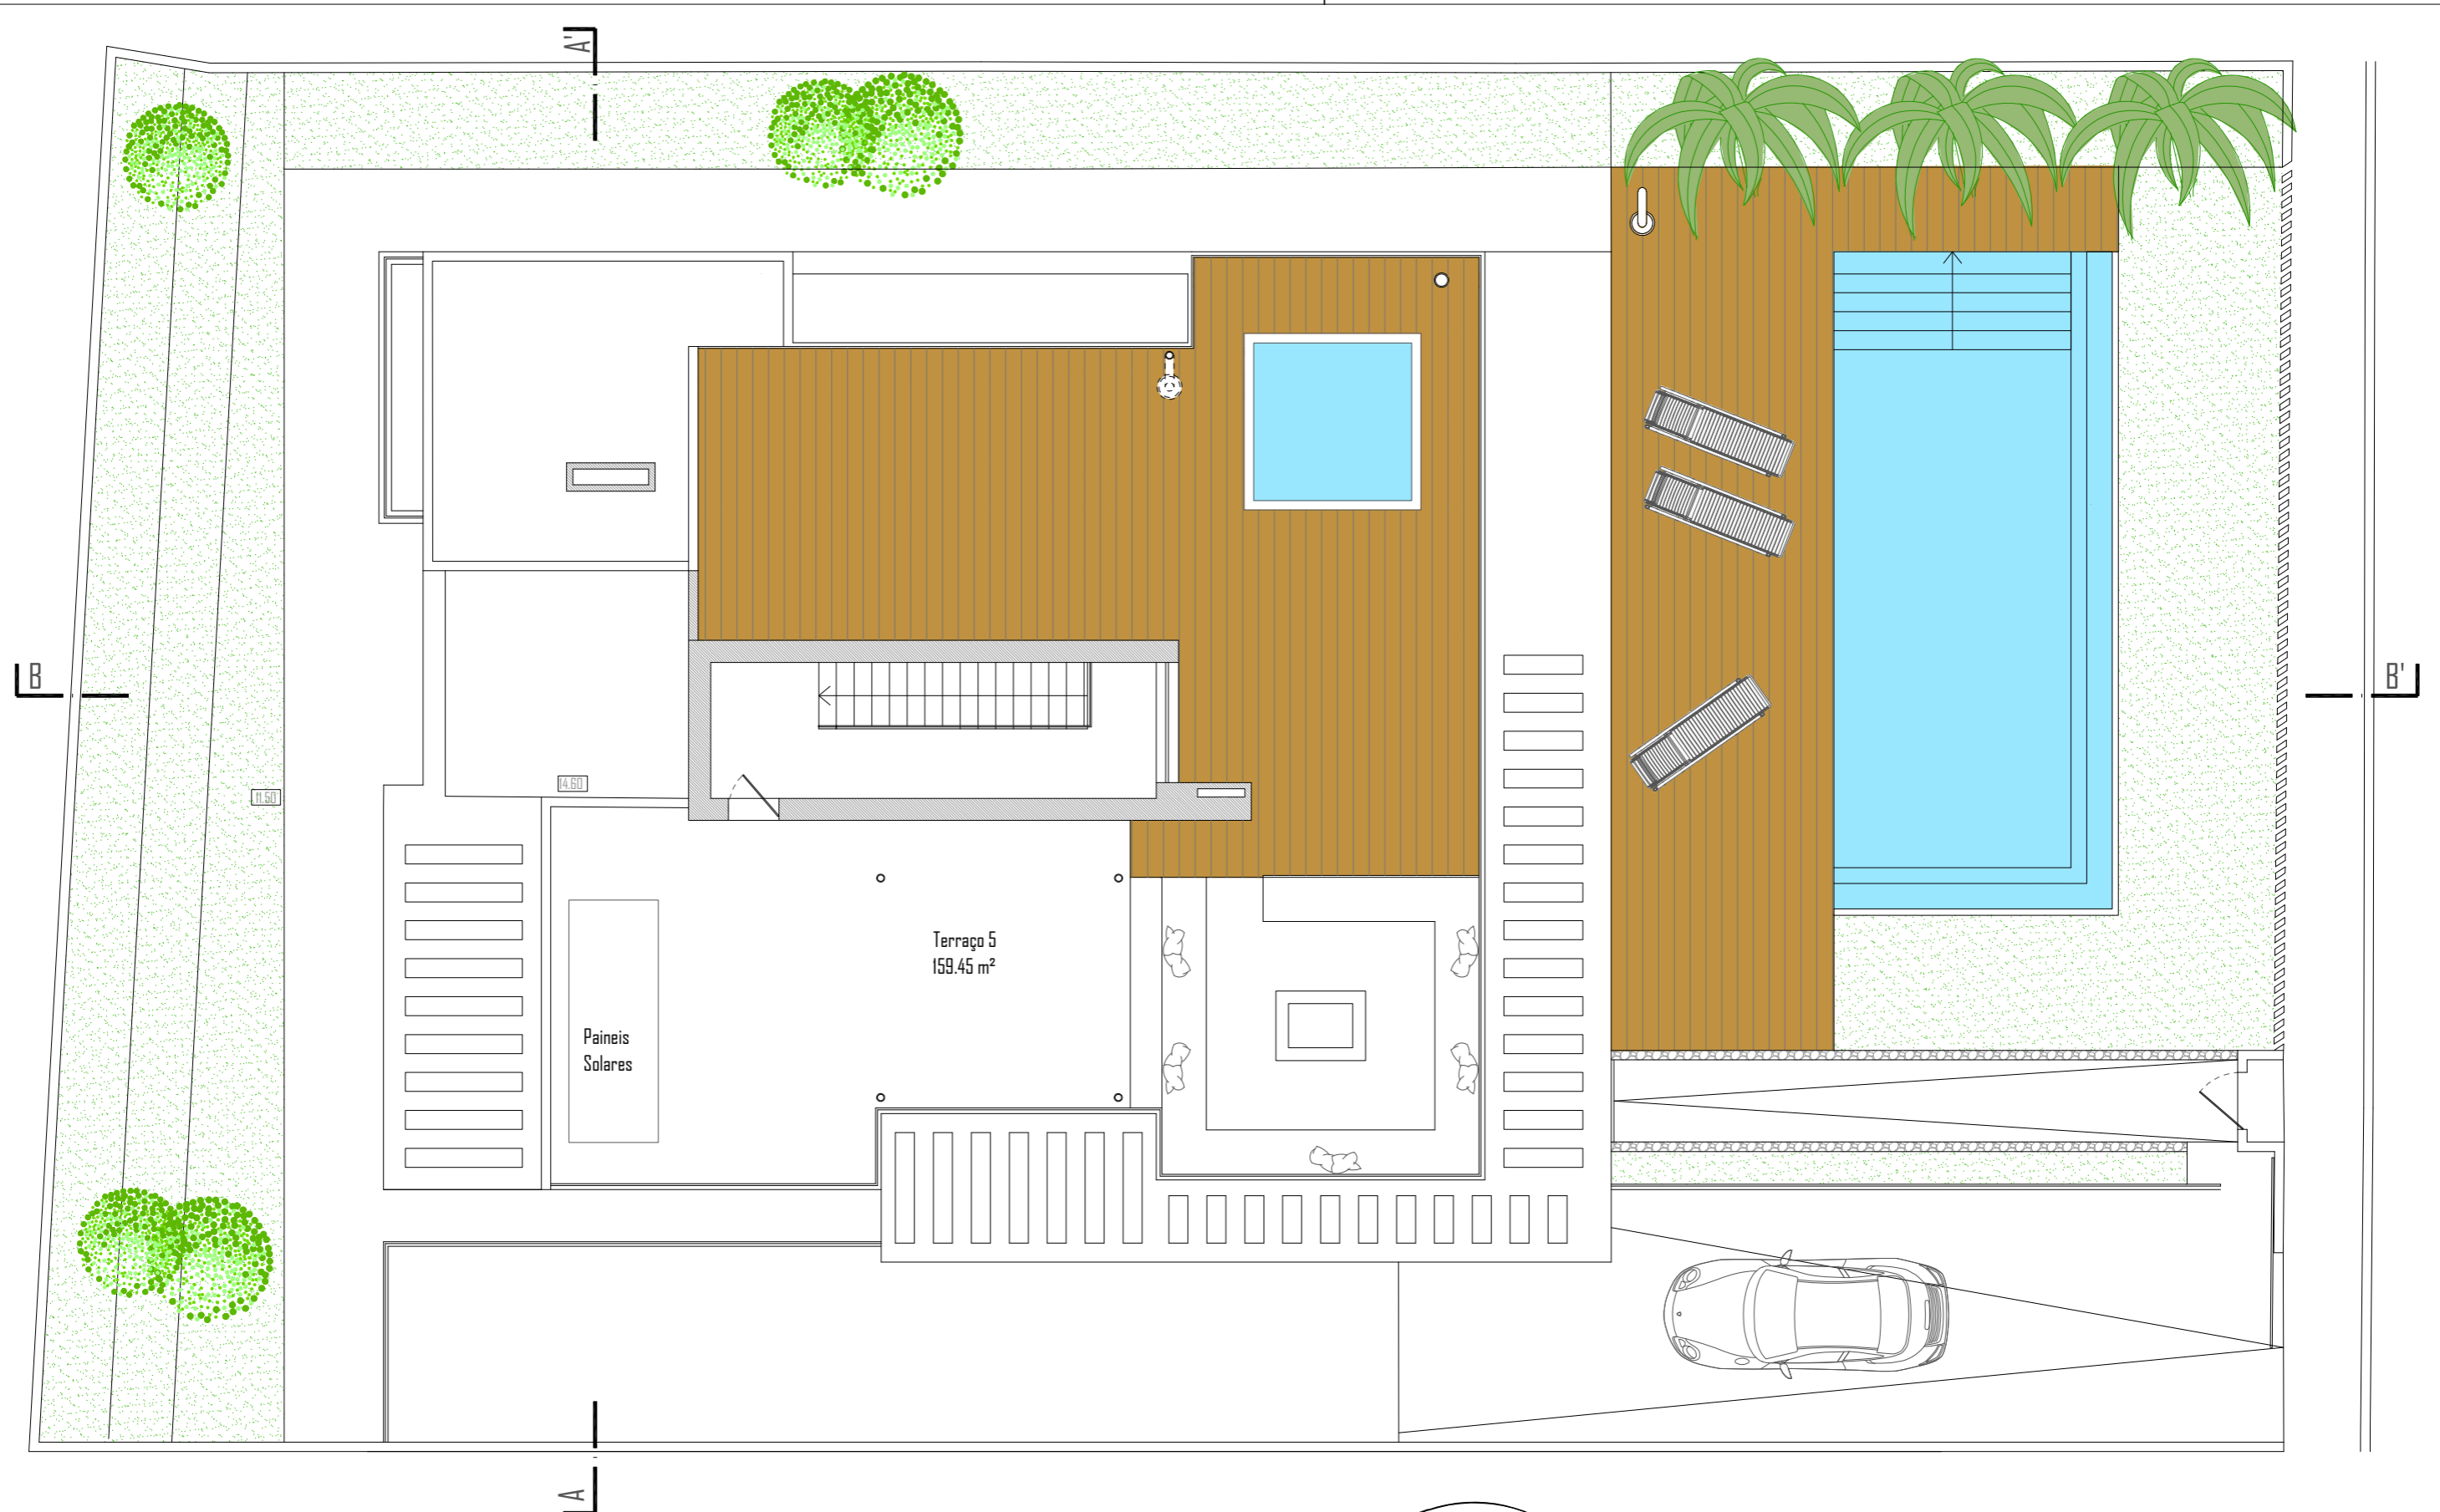 A'
B
B'
14.60
11.50
Terraço 5
159.45 m²
Paineis
Solares
A